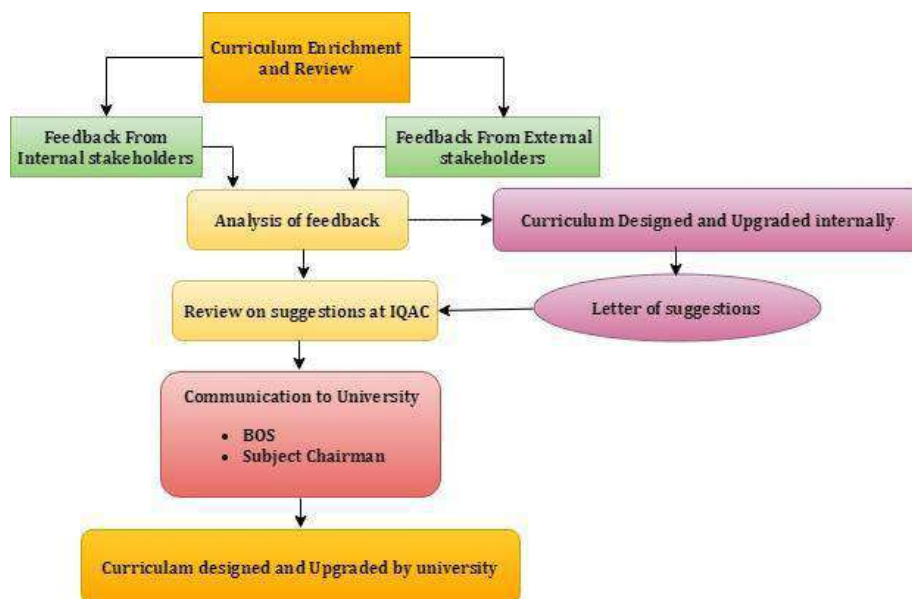 Curriculum Enrichment
and Review
Feedback From
Internal stakeholders
Feedback From External
stakeholders
Analysis of feedback
Curriculum Designed and Upgraded internally
Review on suggestions at IQAC
Letter of suggestions
Communication to University
• BOS
• Subject Chairman
Curriculam designed and Upgraded by university